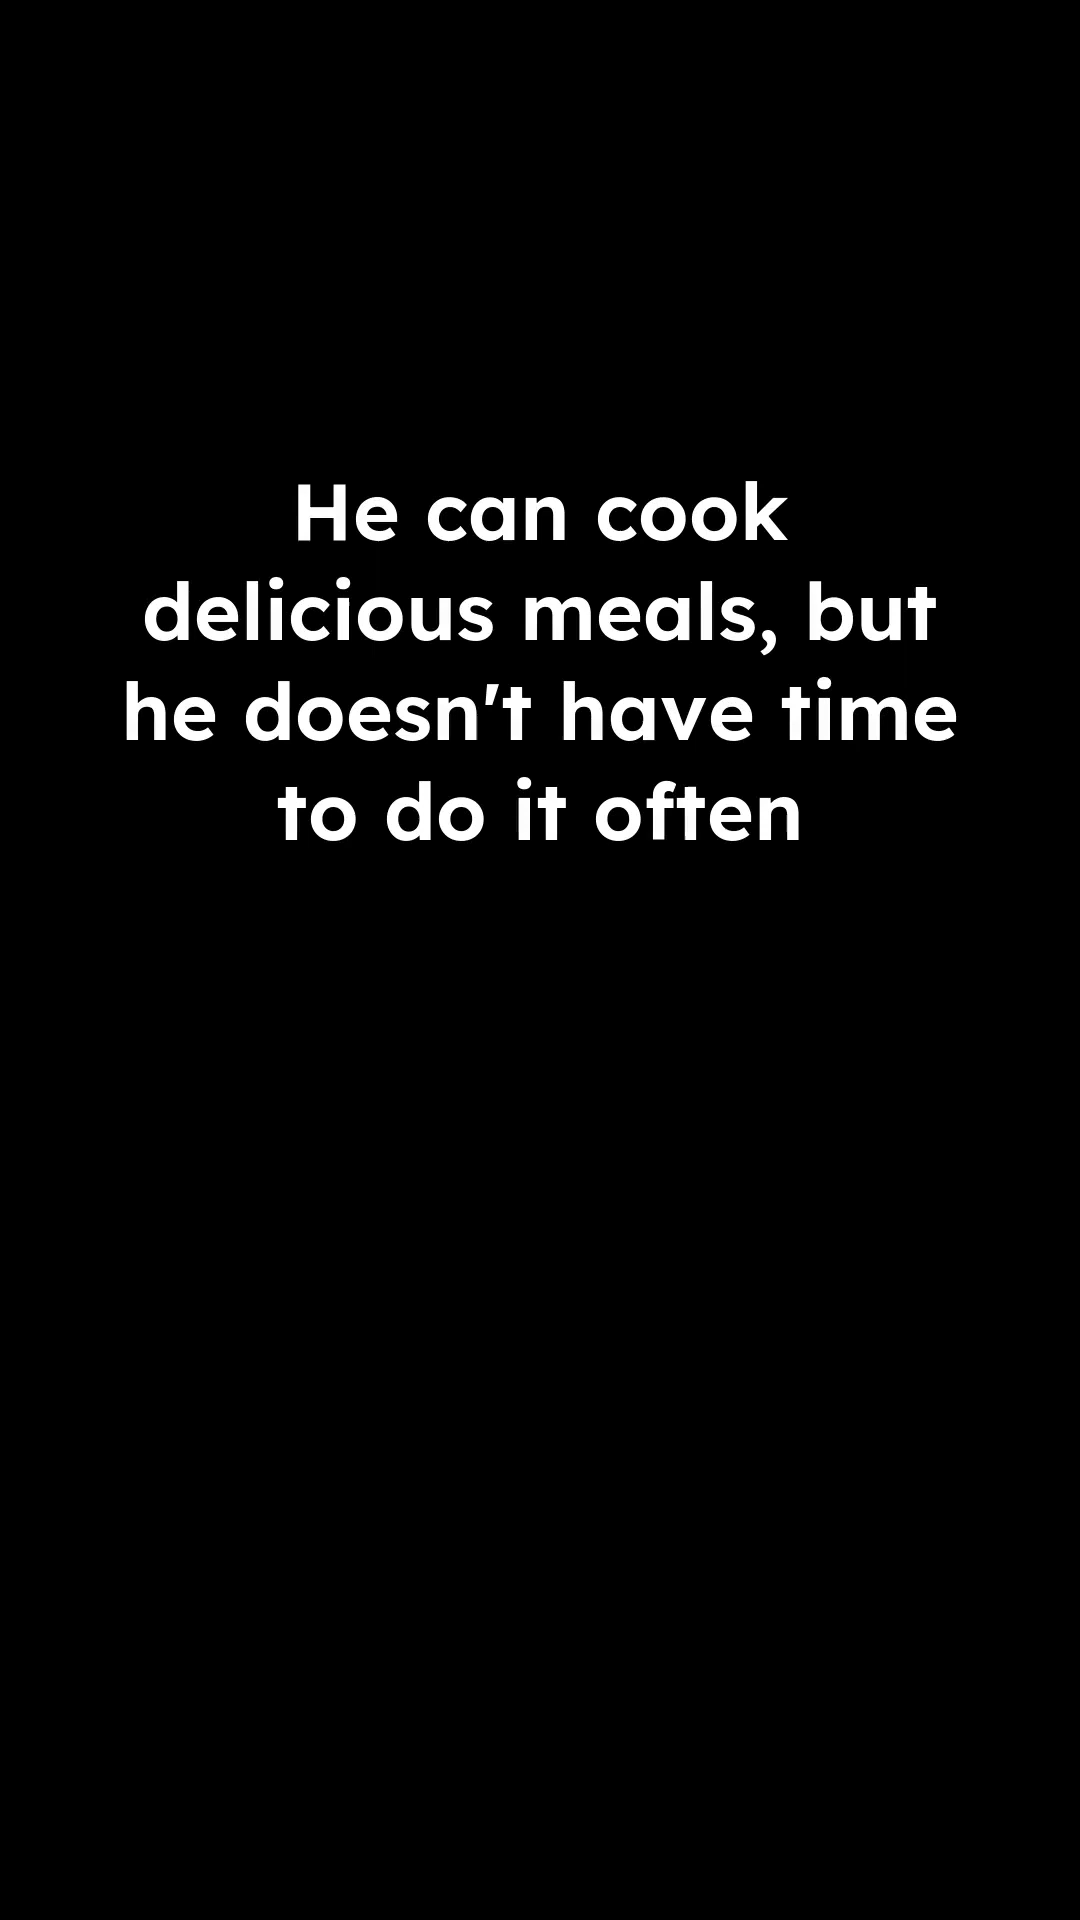 He can cook
delicious meals, but
he doesn't have time
to do it often